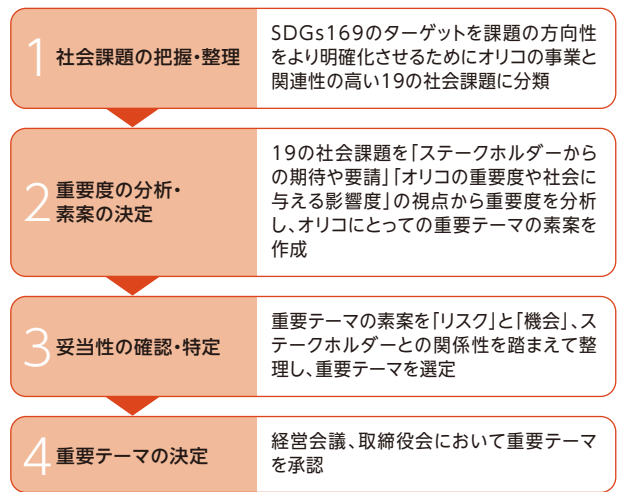 1 社会課題の把握・整理
SDGs169のターゲットを課題の方向性
をより明確化させるためにオリコの事業と
関連性の高い19の社会課題に分類
2 重要度の分析・
素案の決定
19の社会課題を「ステークホルダーから
の期待や要請」「オリコの重要度や社会に
与える影響度」の視点から重要度を分析
し、オリコにとっての重要テーマの素案を
作成
3 妥当性の確認・特定
重要テーマの素案を「リスク」と「機会」、ス
テークホルダーとの関係性を踏まえて整
理し、重要テーマを選定
4 重要テーマの決定
経営会議、取締役会において重要テーマ
を承認